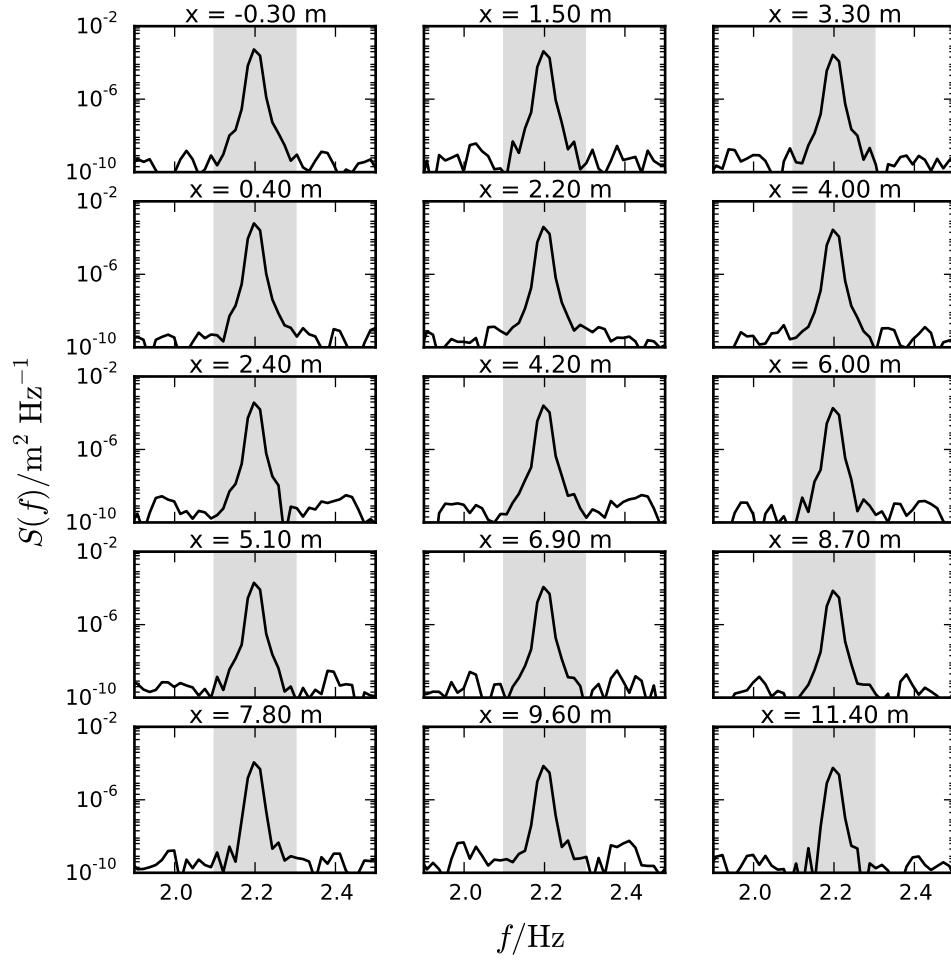 x = -0.30 m x = 1.50 m x = 3.30 m
10⁻²
10⁻⁶
10⁻¹⁰
x = 0.40 m x = 2.20 m x = 4.00 m
10⁻²
10⁻⁶
10⁻¹⁰
x = 2.40 m x = 4.20 m x = 6.00 m
10⁻²
10⁻⁶
10⁻¹⁰
x = 5.10 m x = 6.90 m x = 8.70 m
10⁻²
10⁻⁶
10⁻¹⁰
x = 7.80 m x = 9.60 m x = 11.40 m
10⁻²
10⁻⁶
10⁻¹⁰
2.0 2.2 2.4 2.0 2.2 2.4 2.0 2.2 2.4
S(f)/m² Hz⁻¹
f/Hz